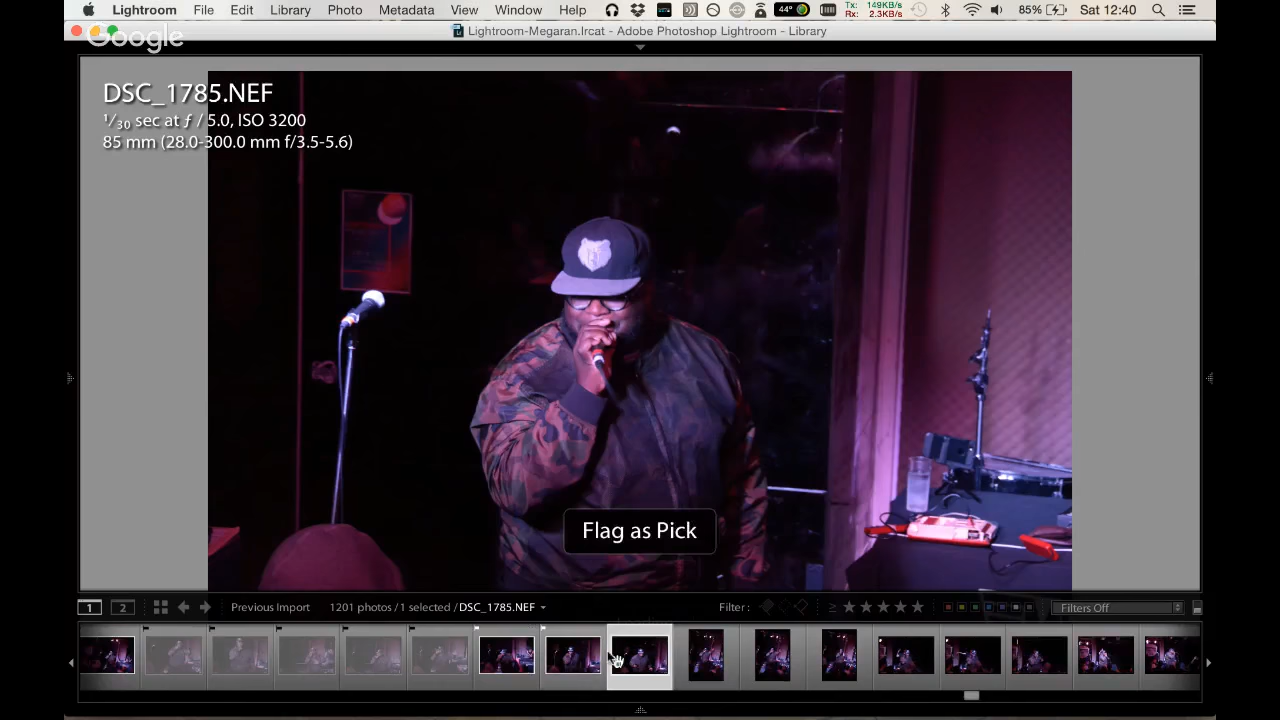 Lightroom File Edit Library Photo Metadata View Window Help 44° Tx: 149KB/s Rx: 2.3KB/s 85% Sat 12:40
Google
Lightroom-Megaran.lrcat - Adobe Photoshop Lightroom - Library
DSC_1785.NEF
1/30 sec at ƒ / 5.0, ISO 3200
85 mm (28.0-300.0 mm f/3.5-5.6)
Flag as Pick
1 2 Previous Import 1201 photos / 1 selected / DSC_1785.NEF Filter: ≥ ★★★★★ Filters Off